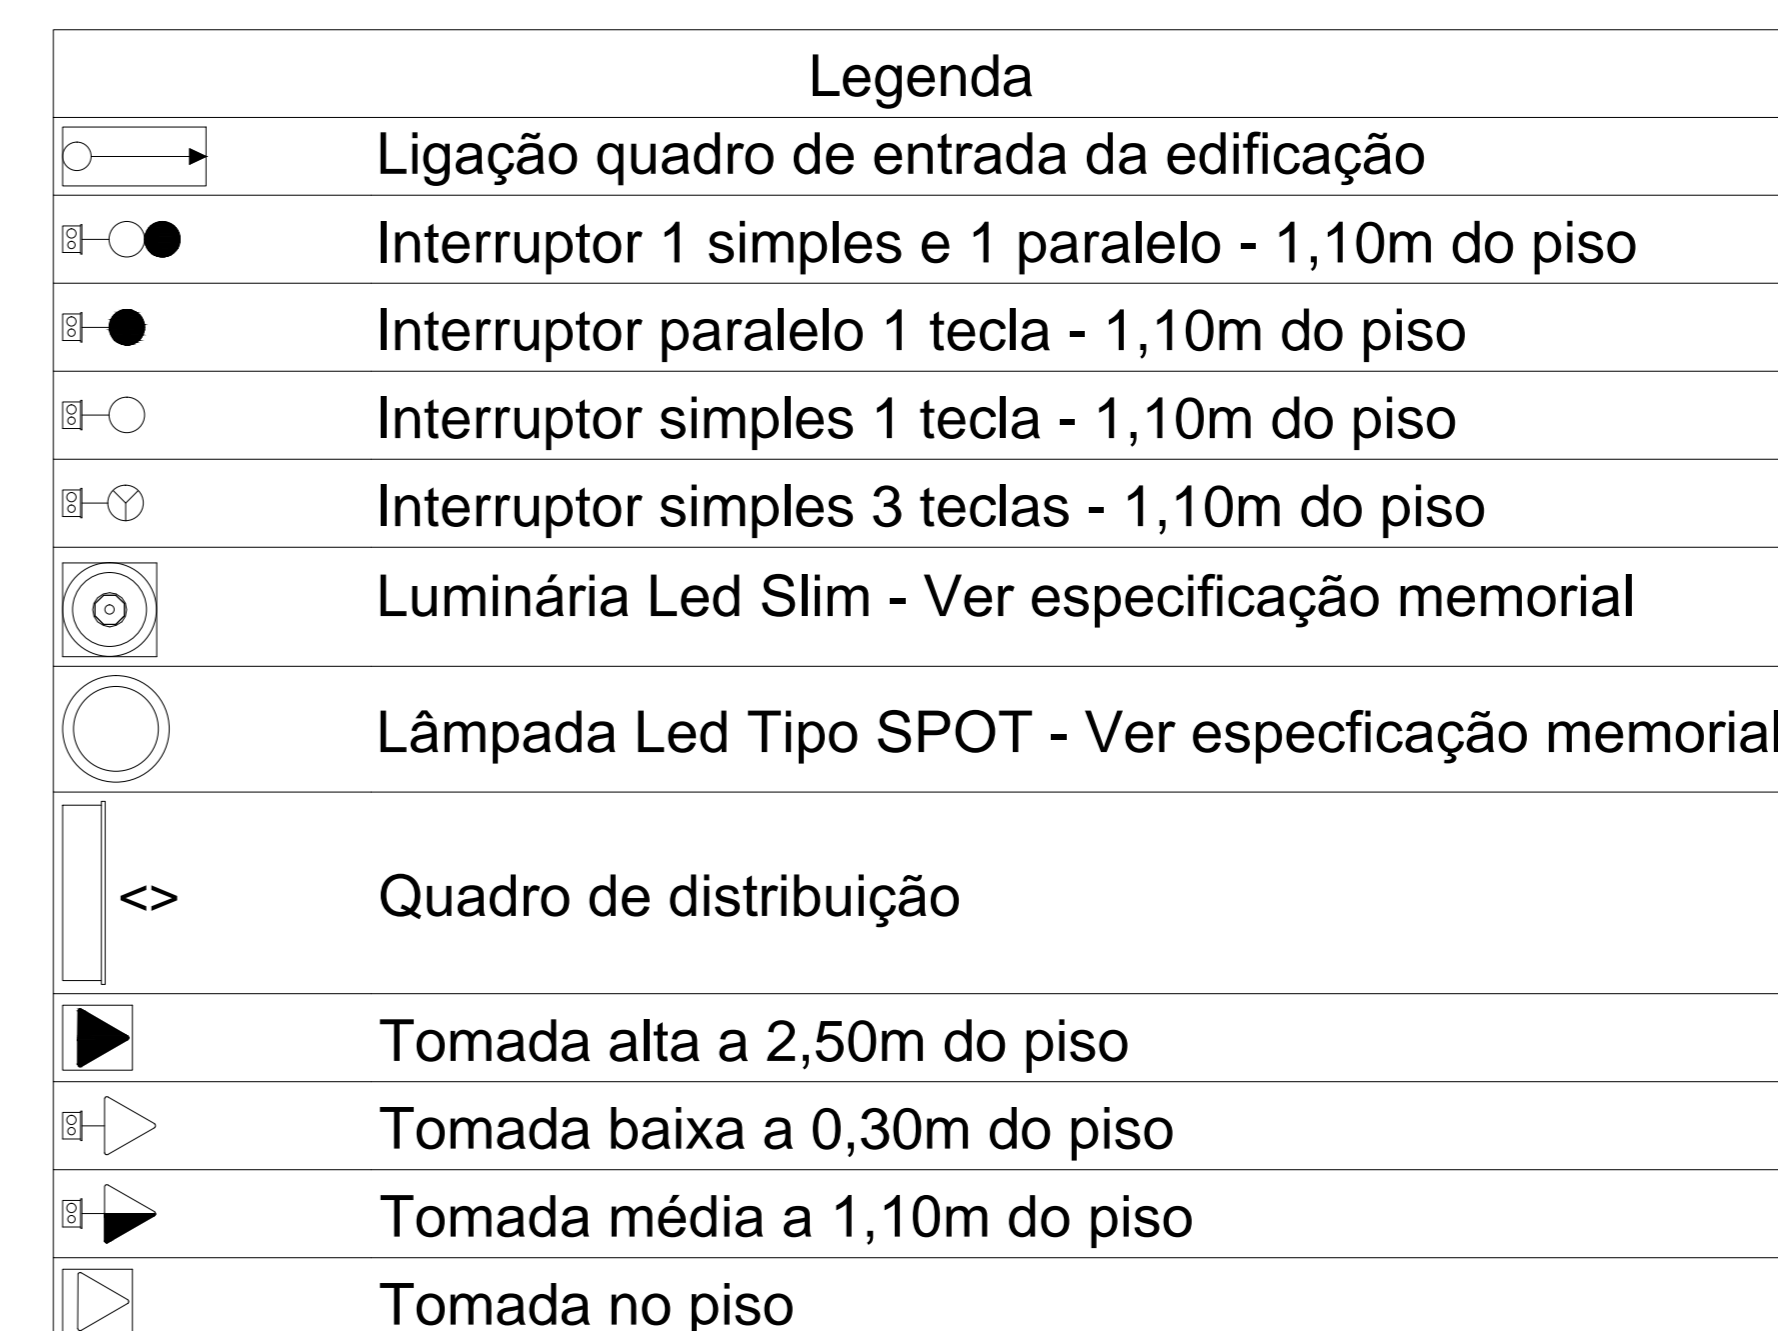 Legenda
Ligação quadro de entrada da edificação
Interruptor 1 simples e 1 paralelo - 1,10m do piso
Interruptor paralelo 1 tecla - 1,10m do piso
Interruptor simples 1 tecla - 1,10m do piso
Interruptor simples 3 teclas - 1,10m do piso
Luminária Led Slim - Ver especificação memorial
Lâmpada Led Tipo SPOT - Ver especficação memorial
<> Quadro de distribuição
Tomada alta a 2,50m do piso
Tomada baixa a 0,30m do piso
Tomada média a 1,10m do piso
Tomada no piso